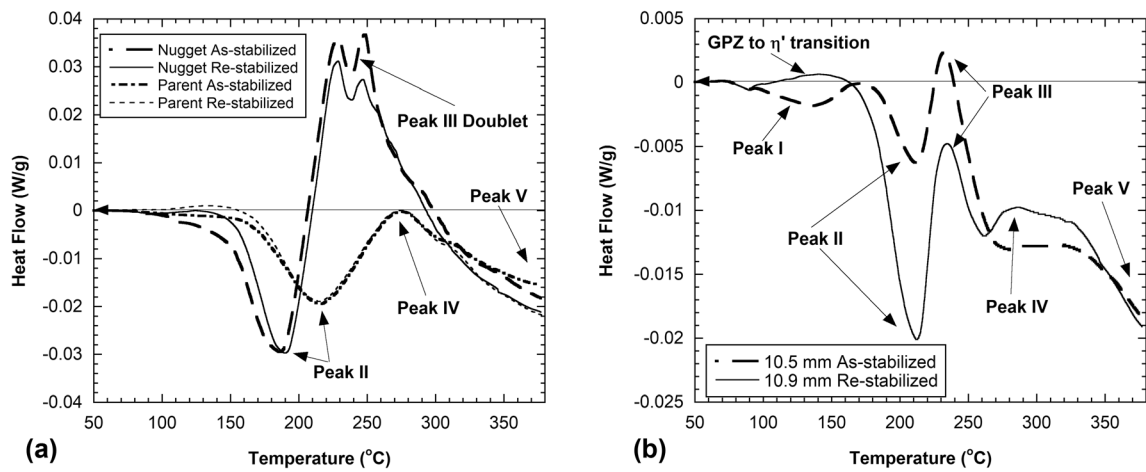 0.04
0.03
0.02
0.01
0
-0.01
-0.02
-0.03
-0.04
Heat Flow (W/g)
Nugget As-stabilized
Nugget Re-stabilized
Parent As-stabilized
Parent Re-stabilized
Peak III Doublet
Peak V
Peak IV
Peak II
50 100 150 200 250 300 350
(a)
Temperature (°C)
0.005
0
-0.005
-0.01
-0.015
-0.02
-0.025
Heat Flow (W/g)
GPZ to η' transition
Peak I
Peak III
Peak II
Peak V
Peak IV
10.5 mm As-stabilized
10.9 mm Re-stabilized
50 100 150 200 250 300 350
(b)
Temperature (°C)